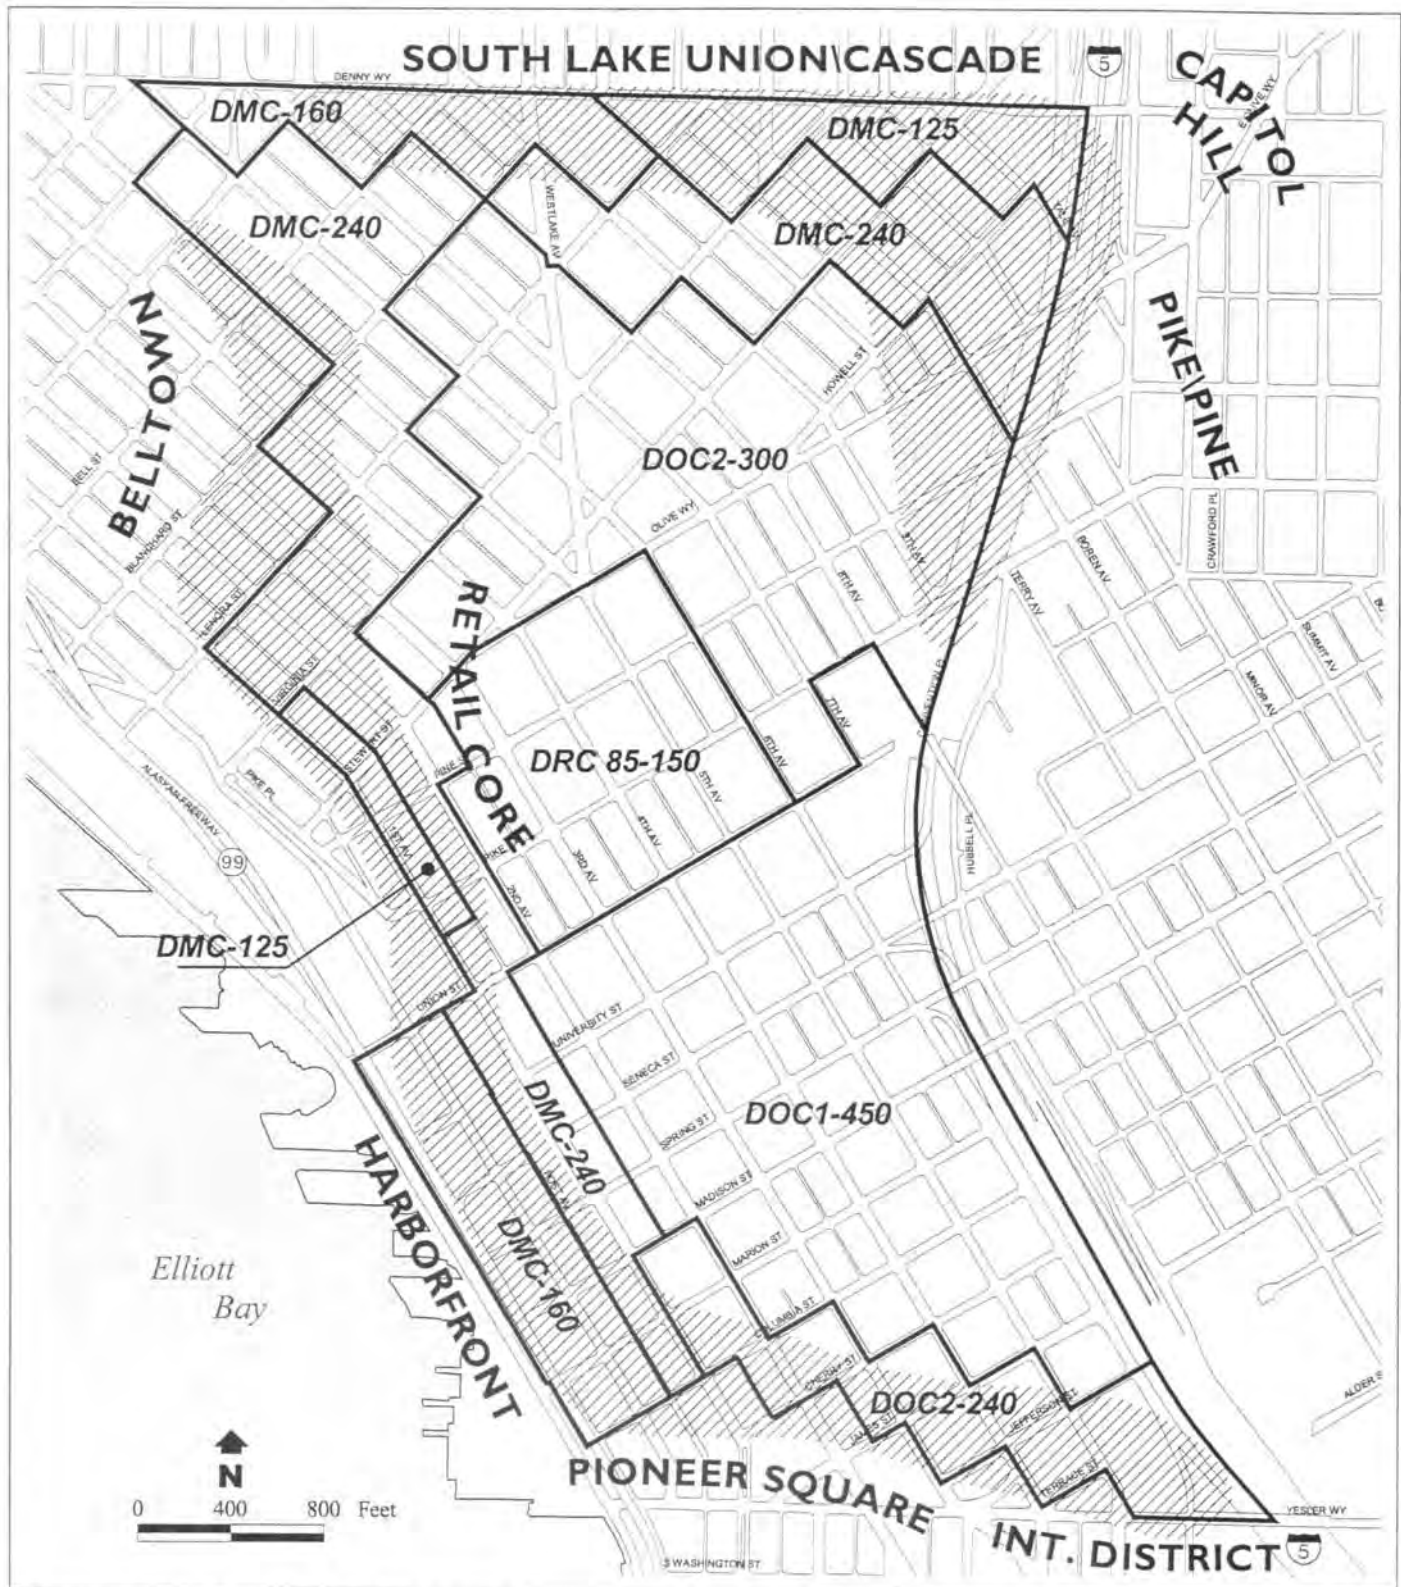 SOUTH LAKE UNION\CASCADE
5
DENNY WY
CAPITOL
HILL
E OLIVE WY
DMC-160
DMC-125
WESTLAKE AV
DMC-240
DMC-240
BELLTOWN
PIKE\PINE
HOWELL ST
BELL ST
DOC2-300
CRAWFORD PL
BLANCHARD ST
OLIVE WY
9TH AV
BOREN AV
8TH AV
TERRY AV
LENORA ST
RETAIL CORE
SUMMIT AV
MINOR AV
VIRGINIA ST
STEWART ST
7TH AV
6TH AV
PINE ST
DRC 85-150
PIKE PL
5TH AV
ALASKAN FREEWAY
1ST AV
4TH AV
HUBBELL PL
99
PIKE
3RD AV
2ND AV
DMC-125
UNION ST
UNIVERSITY ST
SENECA ST
DMC-240
DOC1-450
SPRING ST
HARBORFRONT
MADISON ST
DMC-160
MARION ST
Elliott
Bay
COLUMBIA ST
CHERRY ST
ALDER S
DOC2-240
JEFFERSON ST
JAMES ST
N
PIONEER SQUARE
TERRACE ST
0 400 800 Feet
YESLER WY
INT. DISTRICT
5
S WASHINGTON ST